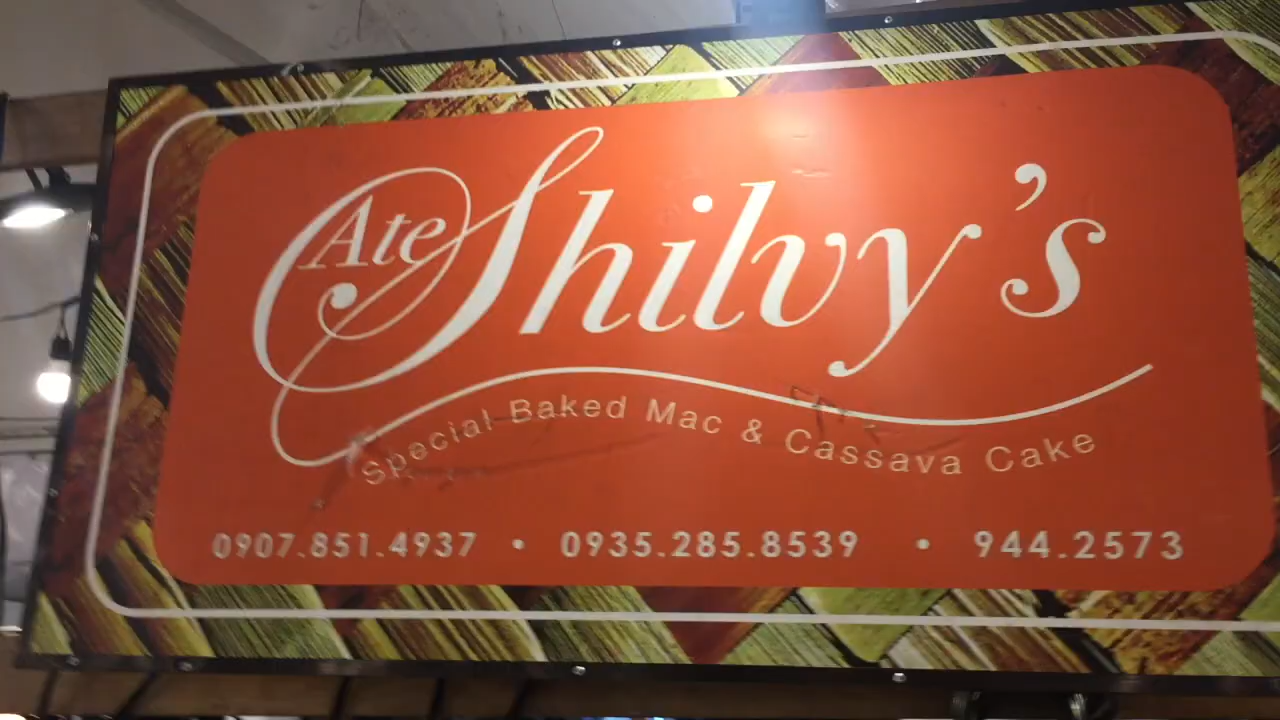 Ate Shilvy's
Special Baked Mac & Cassava Cake
0907.851.4937 • 0935.285.8539 • 944.2573